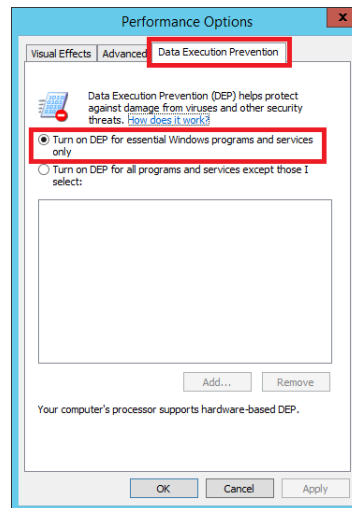 Performance Options
x
Visual Effects Advanced Data Execution Prevention
Data Execution Prevention (DEP) helps protect
against damage from viruses and other security
threats. How does it work?
Turn on DEP for essential Windows programs and services
only
Turn on DEP for all programs and services except those I
select:
Add... Remove
Your computer's processor supports hardware-based DEP.
OK Cancel Apply